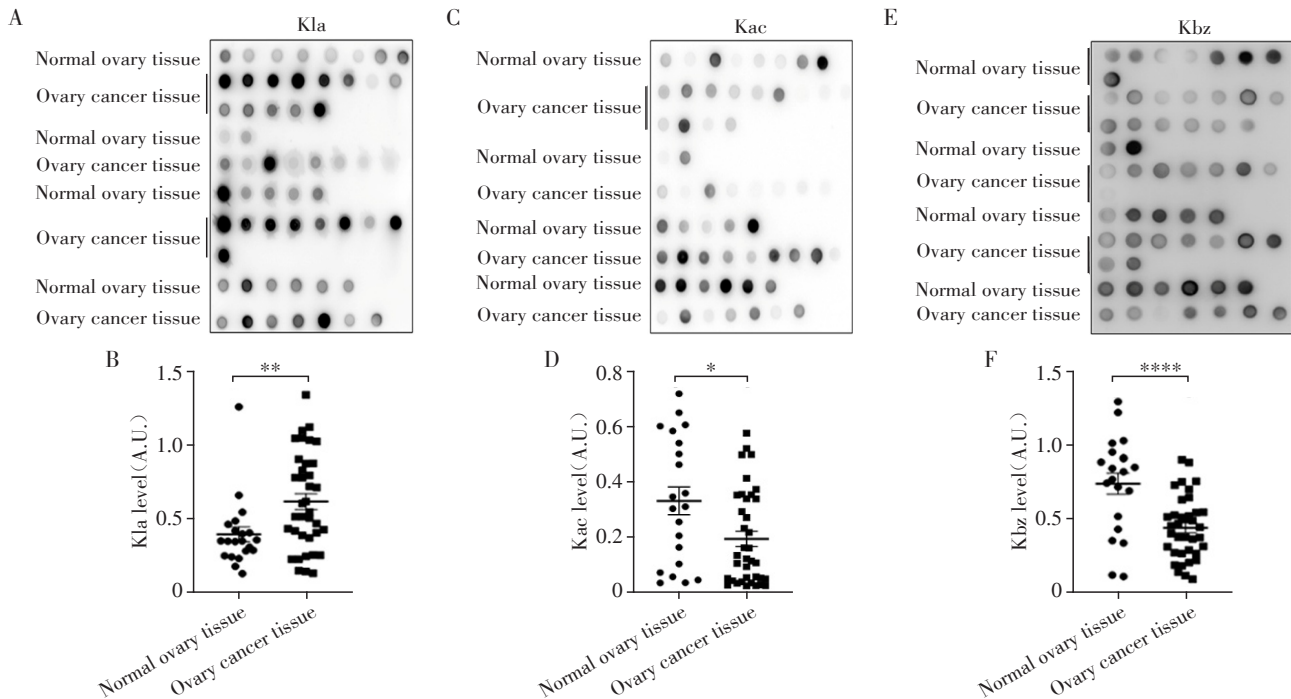 A
Kla
Normal ovary tissue
Ovary cancer tissue
Normal ovary tissue
Ovary cancer tissue
Normal ovary tissue
Ovary cancer tissue
Normal ovary tissue
Ovary cancer tissue
C
Kac
Normal ovary tissue
Ovary cancer tissue
Normal ovary tissue
Ovary cancer tissue
Normal ovary tissue
Ovary cancer tissue
Normal ovary tissue
Ovary cancer tissue
E
Kbz
Normal ovary tissue
Ovary cancer tissue
Normal ovary tissue
Ovary cancer tissue
Normal ovary tissue
Ovary cancer tissue
Normal ovary tissue
Ovary cancer tissue
B
Kla level（A.U.）
1.5
1.0
0.5
0
**
Normal ovary tissue
Ovary cancer tissue
D
Kac level（A.U.）
0.8
0.6
0.4
0.2
0
*
Normal ovary tissue
Ovary cancer tissue
F
Kbz level（A.U.）
1.5
1.0
0.5
0
****
Normal ovary tissue
Ovary cancer tissue